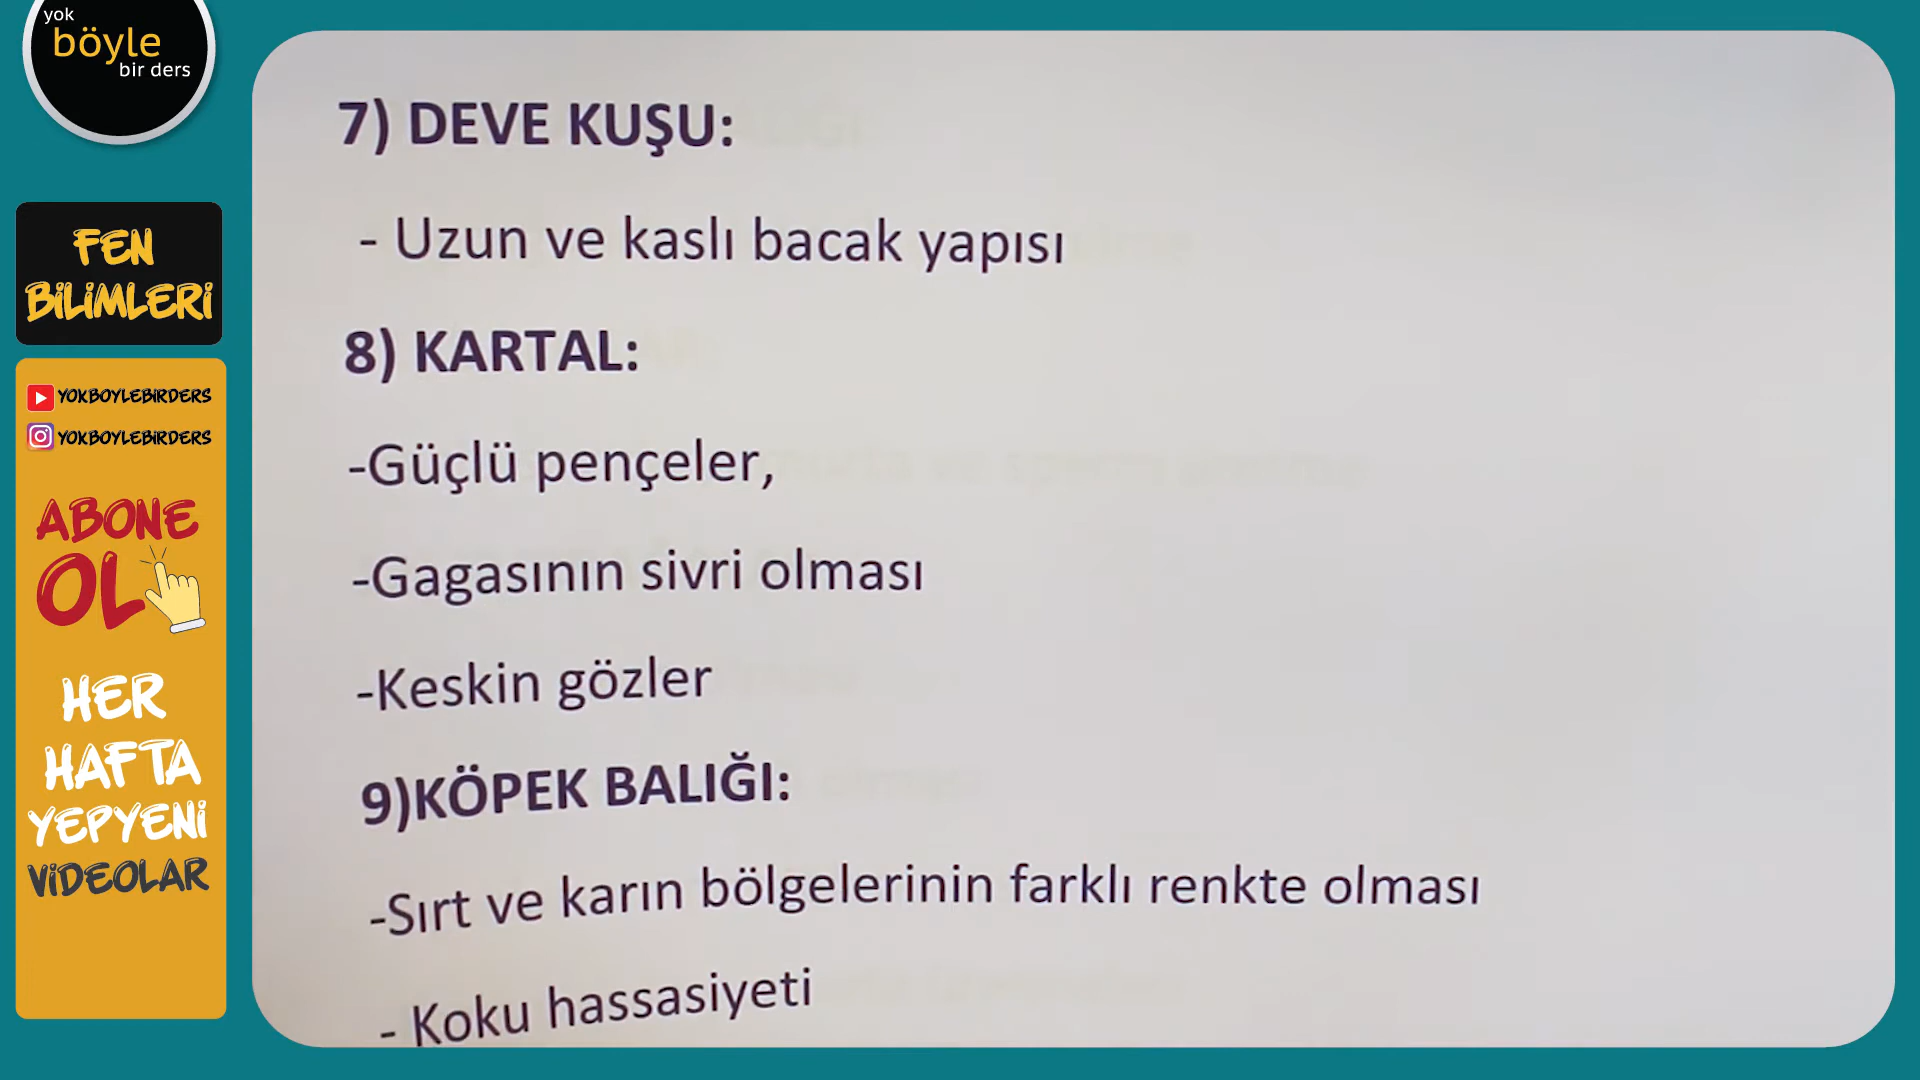 yok
böyle
bir ders
FEN
BİLİMLERİ
YOKBOYLEBIRDERS
YOKBOYLEBIRDERS
ABONE
OL
HER
HAFTA
YEPYENİ
VİDEOLAR
7) DEVE KUŞU:
- Uzun ve kaslı bacak yapısı
8) KARTAL:
-Güçlü pençeler,
-Gagasının sivri olması
-Keskin gözler
9)KÖPEK BALIĞI:
-Sırt ve karın bölgelerinin farklı renkte olması
- Koku hassasiyeti